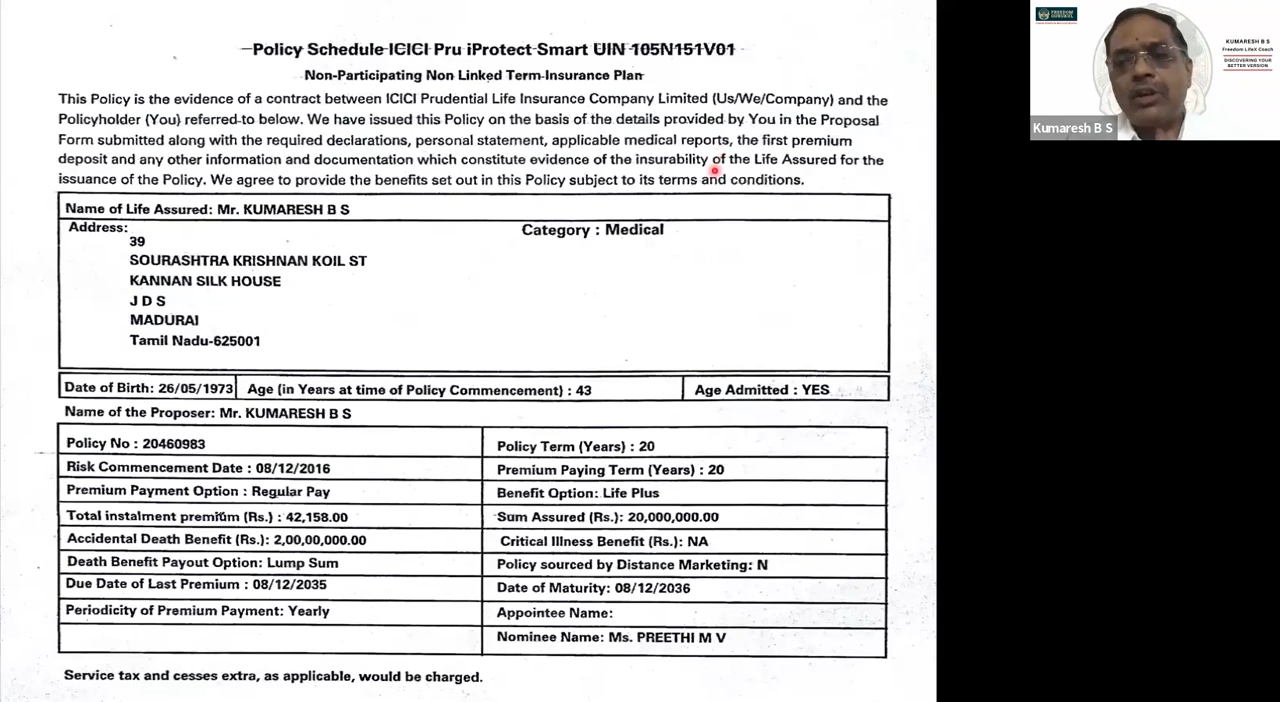 Policy Schedule ICICI Pru iProtect Smart UIN 105N151V01
Non-Participating Non Linked Term Insurance Plan
This Policy is the evidence of a contract between ICICI Prudential Life Insurance Company Limited (Us/We/Company) and the
Policyholder (You) referred to below. We have issued this Policy on the basis of the details provided by You in the Proposal
Form submitted along with the required declarations, personal statement, applicable medical reports, the first premium
deposit and any other information and documentation which constitute evidence of the insurability of the Life Assured for the
issuance of the Policy. We agree to provide the benefits set out in this Policy subject to its terms and conditions.
Name of Life Assured: Mr. KUMARESH B S
Address:
Category : Medical
39
SOURASHTRA KRISHNAN KOIL ST
KANNAN SILK HOUSE
J D S
MADURAI
Tamil Nadu-625001
Date of Birth: 26/05/1973 Age (in Years at time of Policy Commencement) : 43 Age Admitted : YES
Name of the Proposer: Mr. KUMARESH B S
Policy No : 20460983 Policy Term (Years) : 20
Risk Commencement Date : 08/12/2016 Premium Paying Term (Years) : 20
Premium Payment Option : Regular Pay Benefit Option: Life Plus
Total instalment premium (Rs.) : 42,158.00 Sum Assured (Rs.): 20,000,000.00
Accidental Death Benefit (Rs.): 2,00,00,000.00 Critical Illness Benefit (Rs.): NA
Death Benefit Payout Option: Lump Sum Policy sourced by Distance Marketing: N
Due Date of Last Premium : 08/12/2035 Date of Maturity: 08/12/2036
Periodicity of Premium Payment: Yearly Appointee Name:
Nominee Name: Ms. PREETHI M V
Service tax and cesses extra, as applicable, would be charged.
FREEDOM
KUMARESH B S
Freedom LifeX Coach
DISCOVERING YOUR
BETTER VERSION
Kumaresh B S